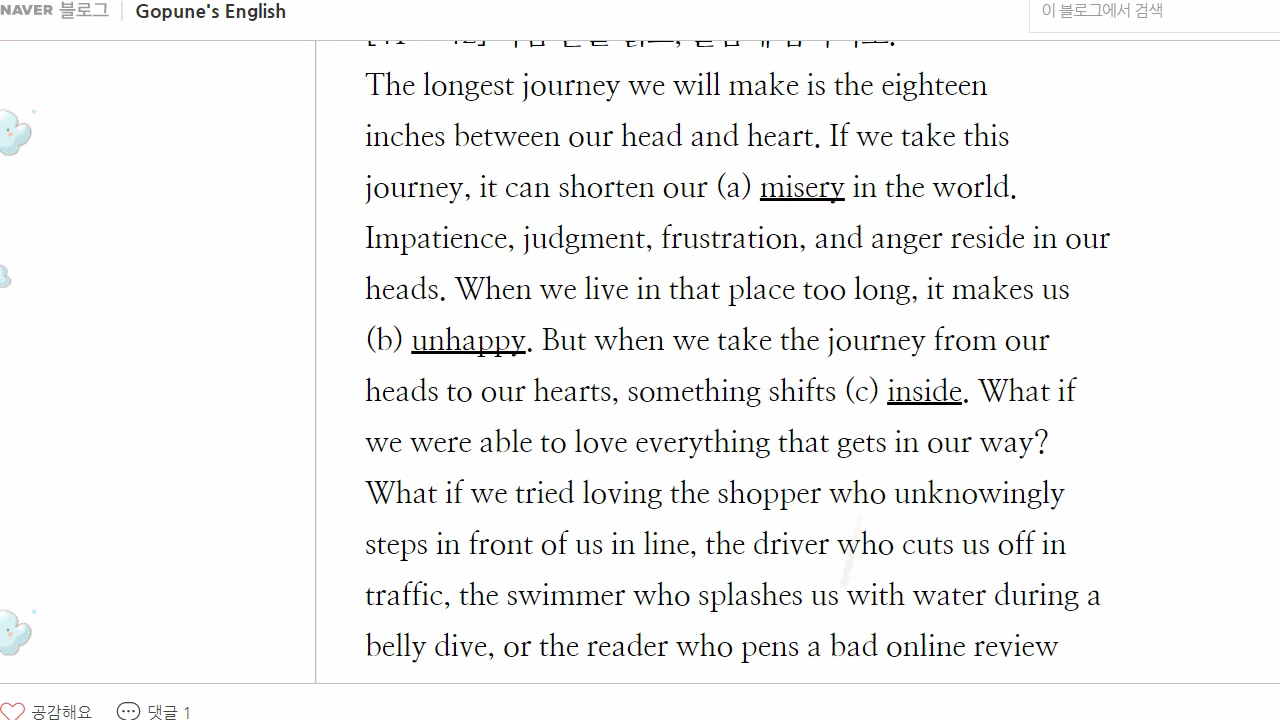 NAVER 블로그 | Gopune's English
이 블로그에서 검색
The longest journey we will make is the eighteen
inches between our head and heart. If we take this
journey, it can shorten our (a) misery in the world.
Impatience, judgment, frustration, and anger reside in our
heads. When we live in that place too long, it makes us
(b) unhappy. But when we take the journey from our
heads to our hearts, something shifts (c) inside. What if
we were able to love everything that gets in our way?
What if we tried loving the shopper who unknowingly
steps in front of us in line, the driver who cuts us off in
traffic, the swimmer who splashes us with water during a
belly dive, or the reader who pens a bad online review
공감해요 댓글 1